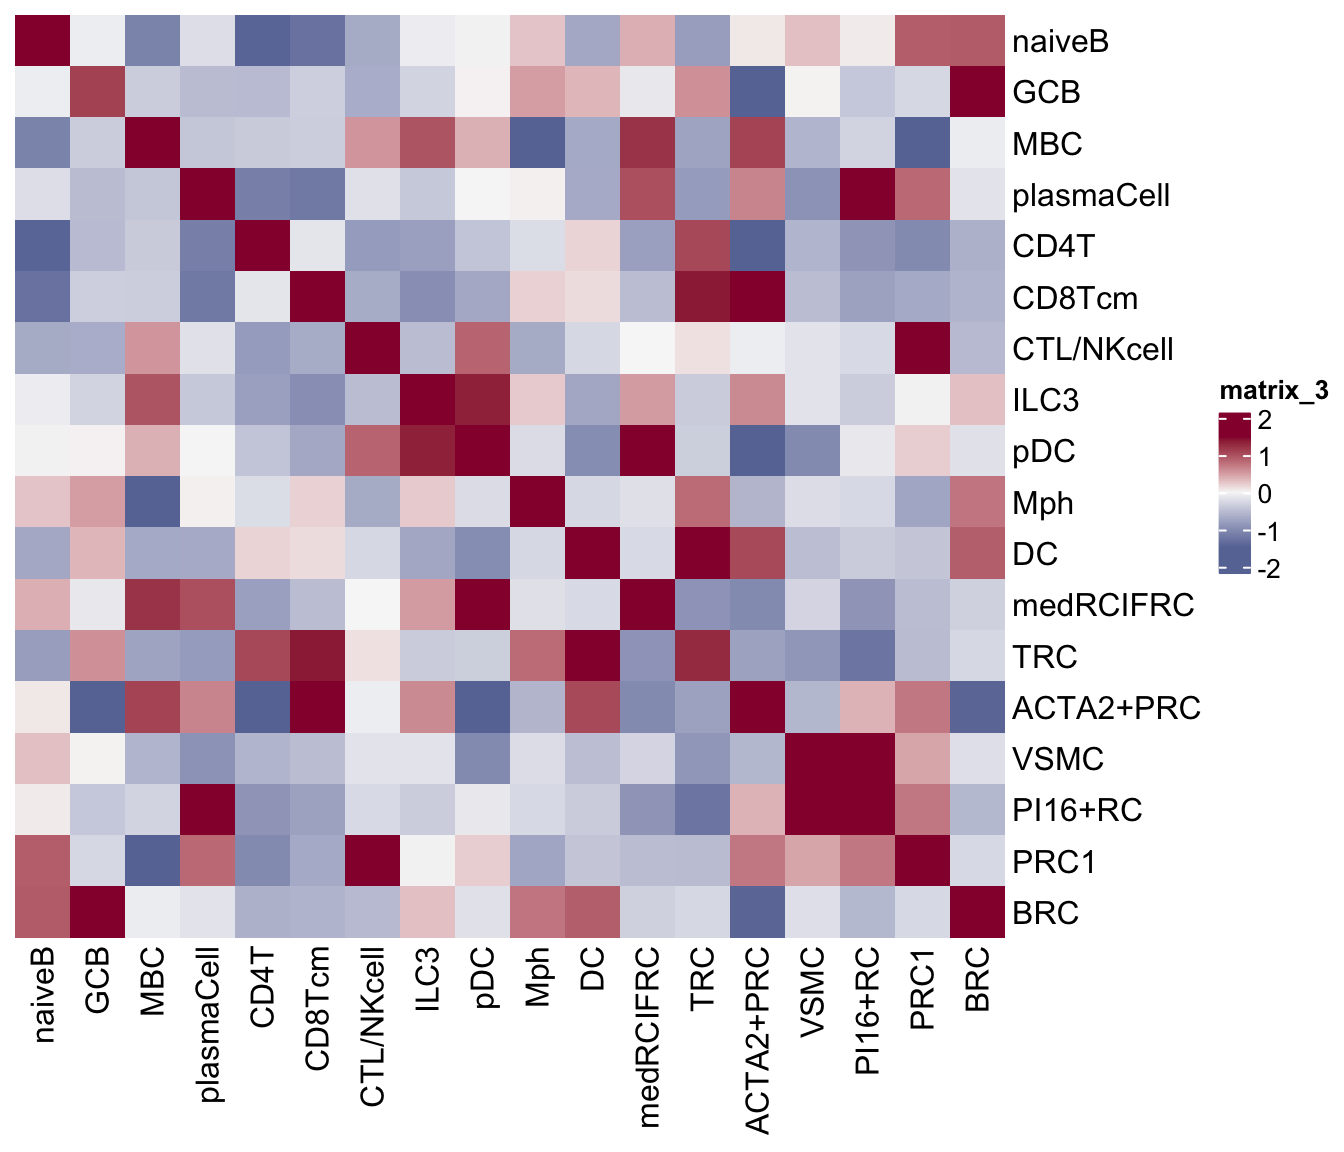 naiveB
GCB
MBC
plasmaCell
CD4T
CD8Tcm
CTL/NKcell
ILC3
pDC
Mph
DC
medRCIFRC
TRC
ACTA2+PRC
VSMC
PI16+RC
PRC1
BRC
matrix_3
2
1
0
-1
-2
naiveB
GCB
MBC
plasmaCell
CD4T
CD8Tcm
CTL/NKcell
ILC3
pDC
Mph
DC
medRCIFRC
TRC
ACTA2+PRC
VSMC
PI16+RC
PRC1
BRC